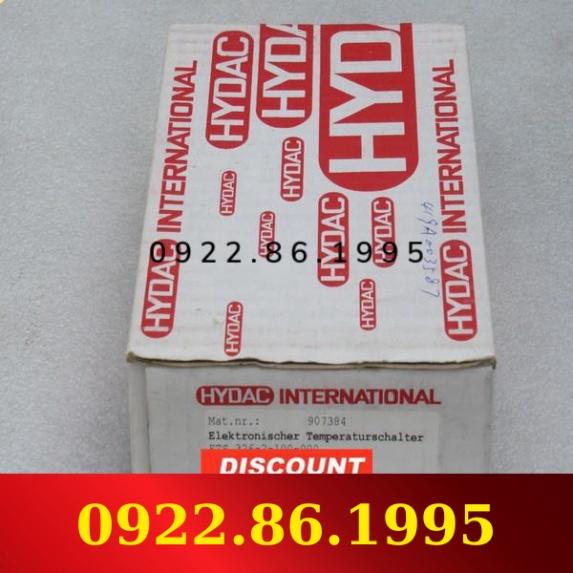 HYDAC INTERNATIONAL
HYDAC
HYDAC
HYD
HYDAC
HYDAC
HYDAC
HYDAC
HYDAC
HYDAC
HYDAC
HYDAC INTERNATIONAL
0922.86.1995
HYDAC INTERNATIONAL
Mat.nr.: 907384
Elektronischer Temperaturschalter
DISCOUNT
0922.86.1995